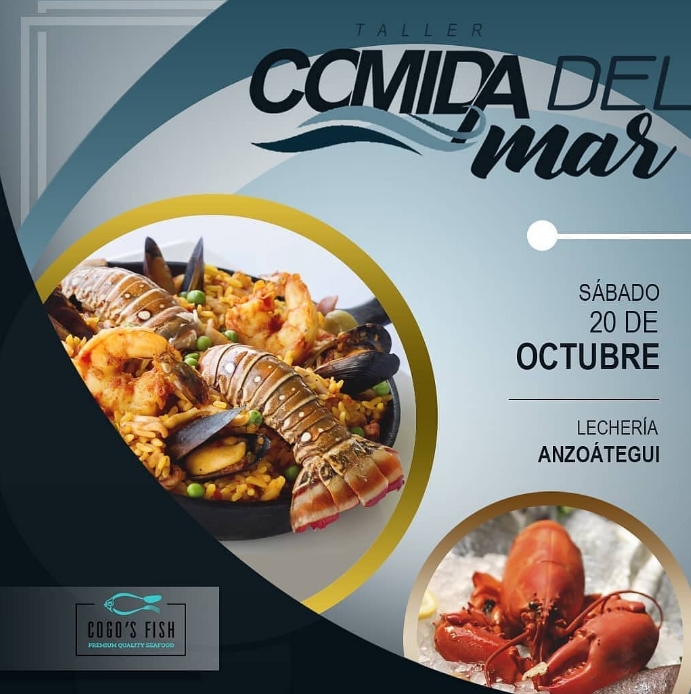 TALLER
COMIDA DEL
mar
SÁBADO
20 DE
OCTUBRE
LECHERÍA
ANZOÁTEGUI
COGO'S FISH
PREMIUM QUALITY SEAFOOD